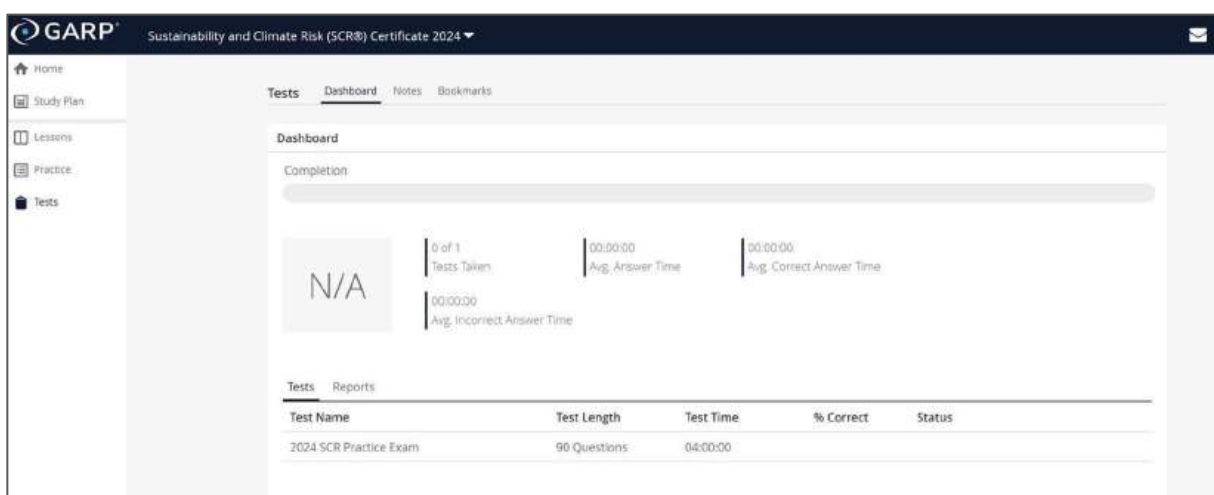 GARP®
Sustainability and Climate Risk (SCR®) Certificate 2024
Home
Study Plan
Lessons
Practice
Tests
Tests Dashboard Notes Bookmarks
Dashboard
Completion
N/A
0 of 1
Tests Taken
00:00:00
Avg. Answer Time
00:00:00
Avg. Correct Answer Time
00:00:00
Avg. Incorrect Answer Time
Tests Reports
Test Name Test Length Test Time % Correct Status
2024 SCR Practice Exam 90 Questions 04:00:00